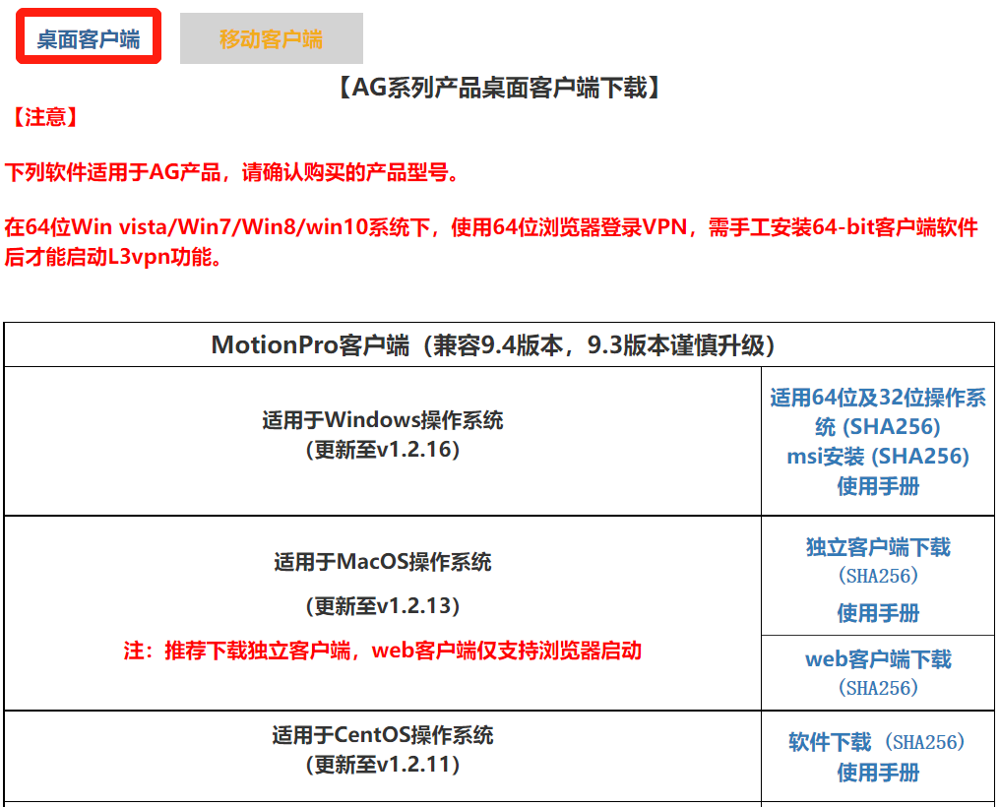 桌面客户端
移动客户端
【AG系列产品桌面客户端下载】
【注意】
下列软件适用于AG产品，请确认购买的产品型号。
在64位Win vista/Win7/Win8/win10系统下，使用64位浏览器登录VPN，需手工安装64-bit客户端软件
后才能启动L3vpn功能。
MotionPro客户端（兼容9.4版本，9.3版本谨慎升级）
适用于Windows操作系统
（更新至v1.2.16）
适用64位及32位操作系
统 (SHA256)
msi安装 (SHA256)
使用手册
适用于MacOS操作系统
（更新至v1.2.13）
注：推荐下载独立客户端，web客户端仅支持浏览器启动
独立客户端下载
（SHA256）
使用手册
web客户端下载
（SHA256）
适用于CentOS操作系统
（更新至v1.2.11）
软件下载（SHA256）
使用手册